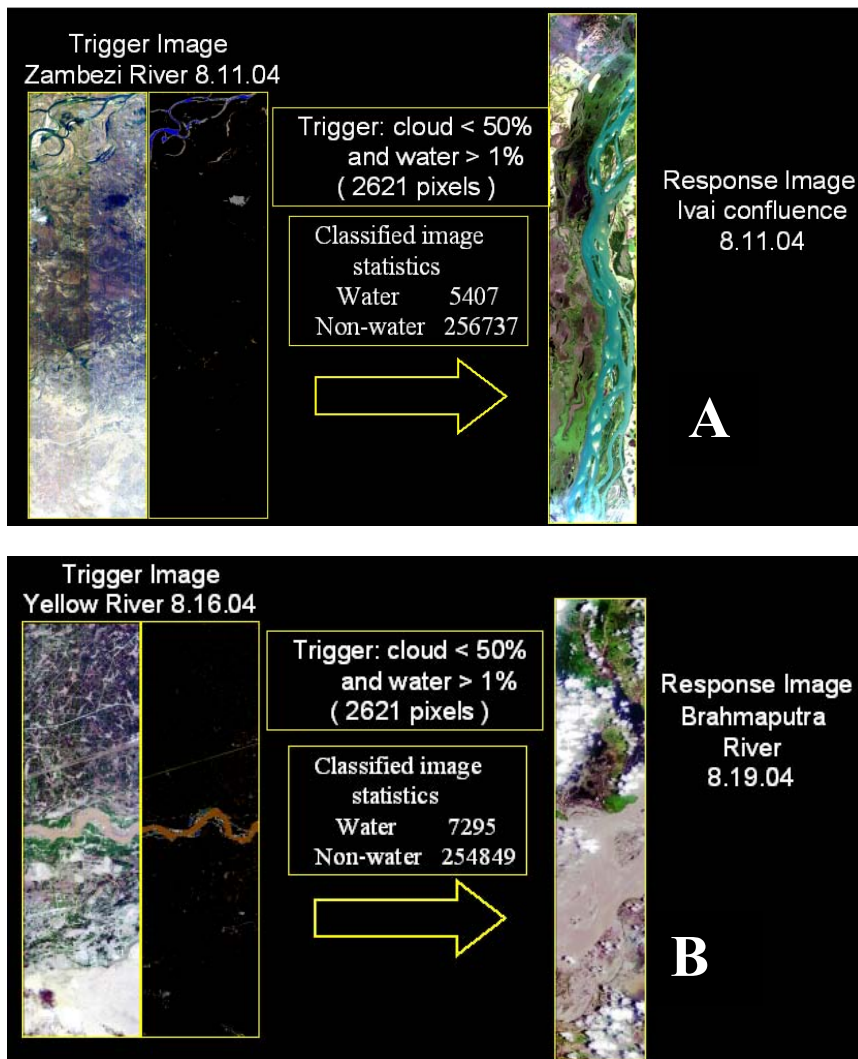 Trigger Image
Zambezi River 8.11.04
Trigger: cloud < 50%
and water > 1%
( 2621 pixels )
Classified image
statistics
Water 5407
Non-water 256737
Response Image
Ivai confluence
8.11.04
A
Trigger Image
Yellow River 8.16.04
Trigger: cloud < 50%
and water > 1%
( 2621 pixels )
Classified image
statistics
Water 7295
Non-water 254849
Response Image
Brahmaputra
River
8.19.04
B